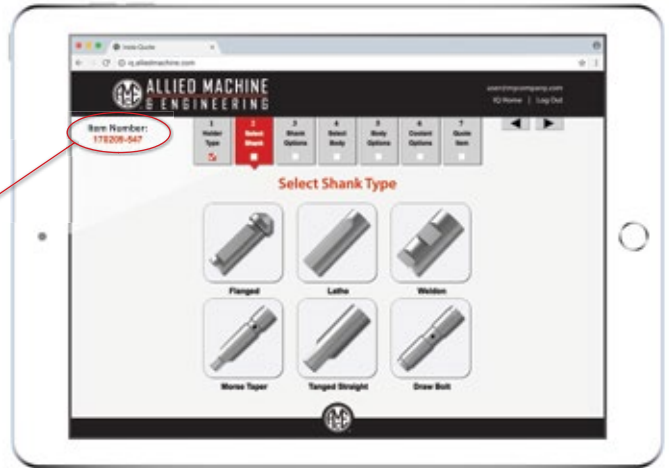 Insta-Quote
iq.alliedmachine.com
ALLIED MACHINE
& ENGINEERING
user@mycompany.com
IQ Home | Log Out
Item Number:
170209-547
1
Holder
Type
2
Select
Shank
3
Shank
Options
4
Select
Body
5
Body
Options
6
Coolant
Options
7
Quote
Item
Select Shank Type
Flanged
Lathe
Weldon
Morse Taper
Tanged Straight
Draw Bolt